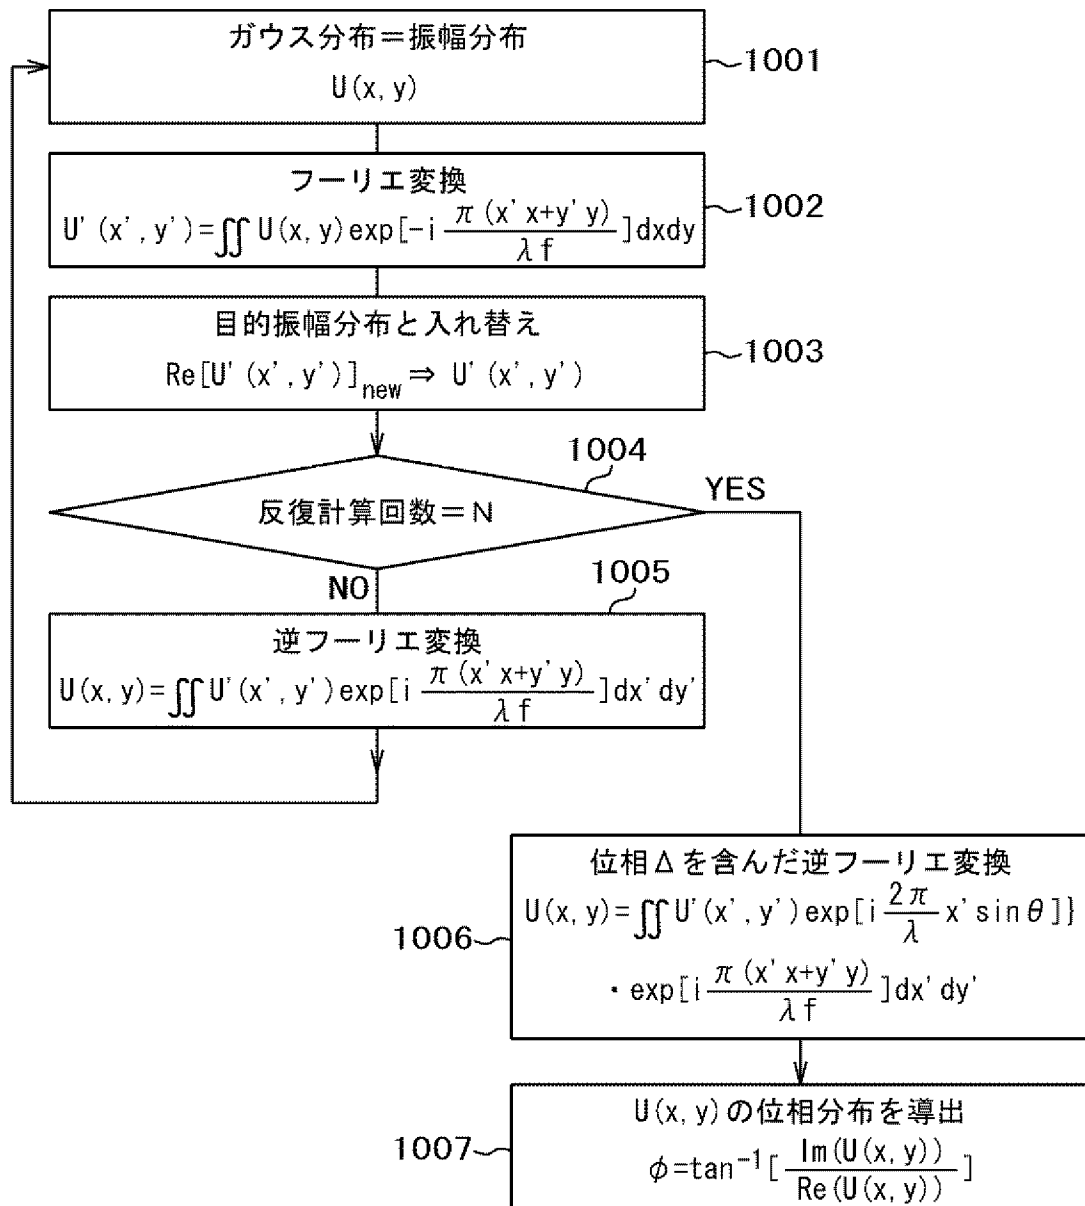 ガウス分布=振幅分布
U(x,y)
1001
フーリエ変換
U'(x',y')=∬U(x,y)exp[-i π(x'x+y'y)/λf]dxdy
1002
目的振幅分布と入れ替え
Re[U'(x',y')]new⇒ U'(x',y')
1003
1004
反復計算回数=N
YES
NO
1005
逆フーリエ変換
U(x,y)=∬U'(x',y')exp[i π(x'x+y'y)/λf]dx'dy'
位相Δを含んだ逆フーリエ変換
U(x,y)=∬U'(x',y')exp[i 2π/λ x'sinθ]}
・exp[i π(x'x+y'y)/λf]dx'dy'
1006
U(x,y)の位相分布を導出
φ=tan⁻¹[Im(U(x,y))/Re(U(x,y))]
1007